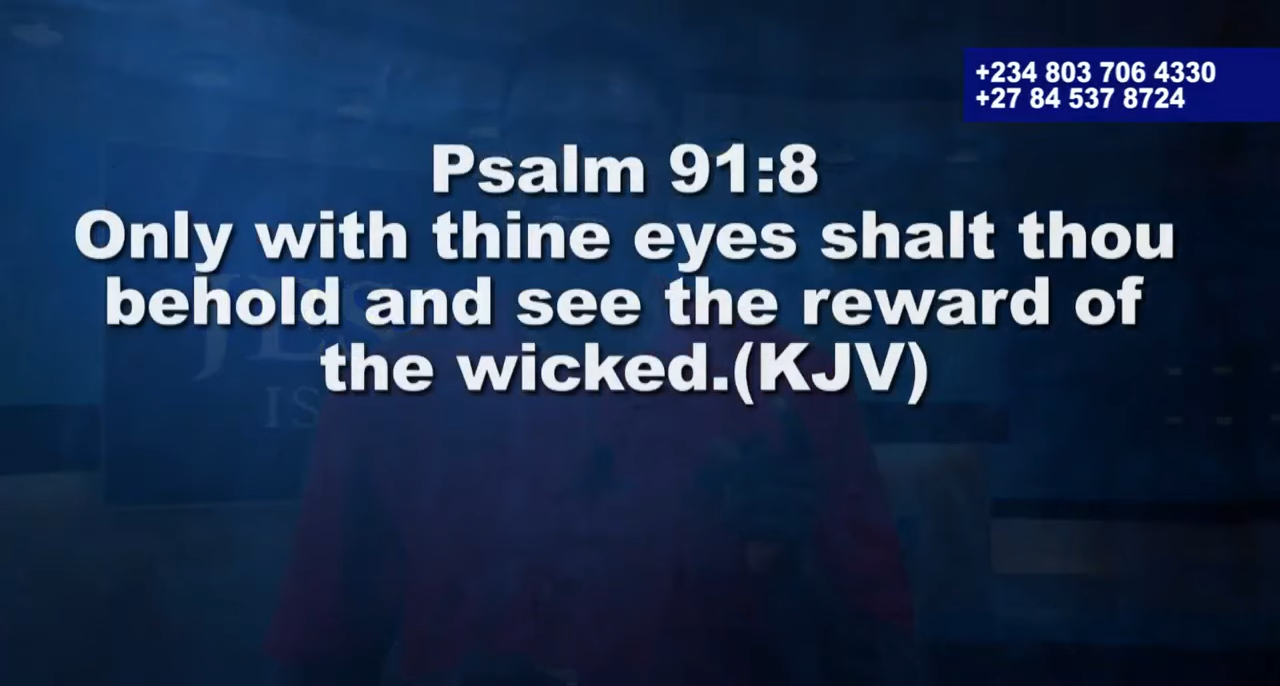 +234 803 706 4330
+27 84 537 8724
Psalm 91:8
Only with thine eyes shalt thou
behold and see the reward of
the wicked.(KJV)